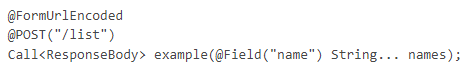 @FormUrlEncoded
@POST("/list")
Call<ResponseBody> example(@Field("name") String... names);